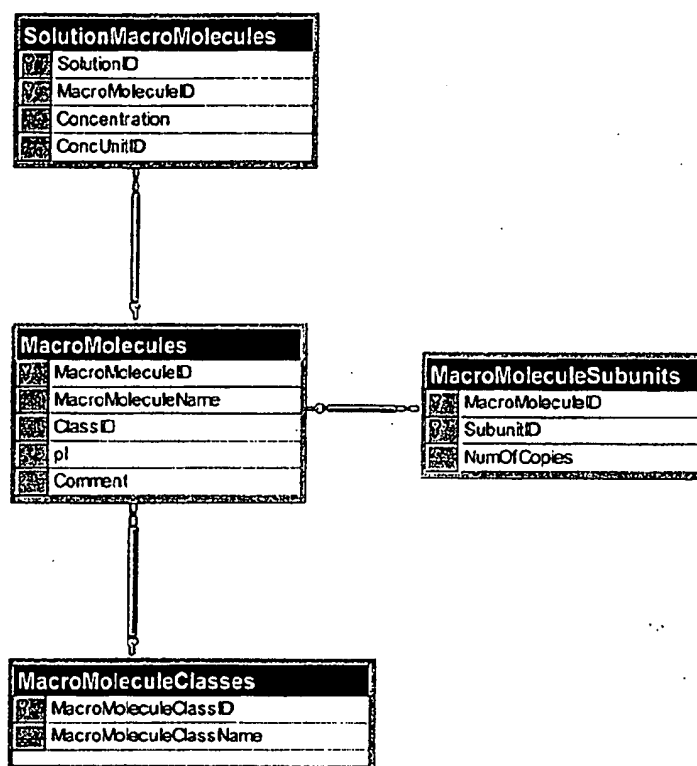 SolutionMacroMolecules
SolutionID
MacroMoleculeID
Concentration
ConcUnitID
MacroMolecules
MacroMoleculeID
MacroMoleculeName
ClassID
pI
Comment
MacroMoleculeSubunits
MacroMoleculeID
SubunitID
NumOfCopies
MacroMoleculeClasses
MacroMoleculeClassID
MacroMoleculeClassName